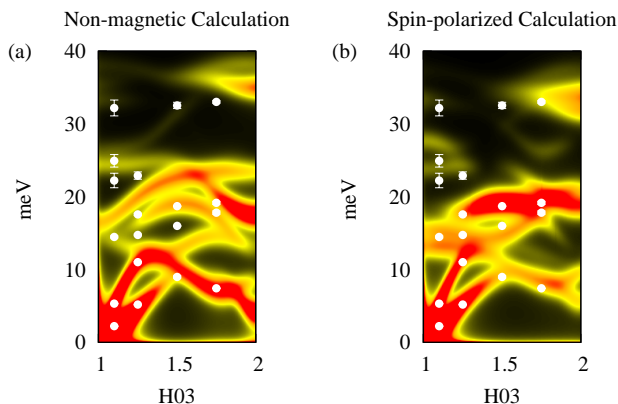 Non-magnetic Calculation
Spin-polarized Calculation
(a)
(b)
40
30
20
10
0
meV
1
1.5
2
H03
40
30
20
10
0
meV
1
1.5
2
H03